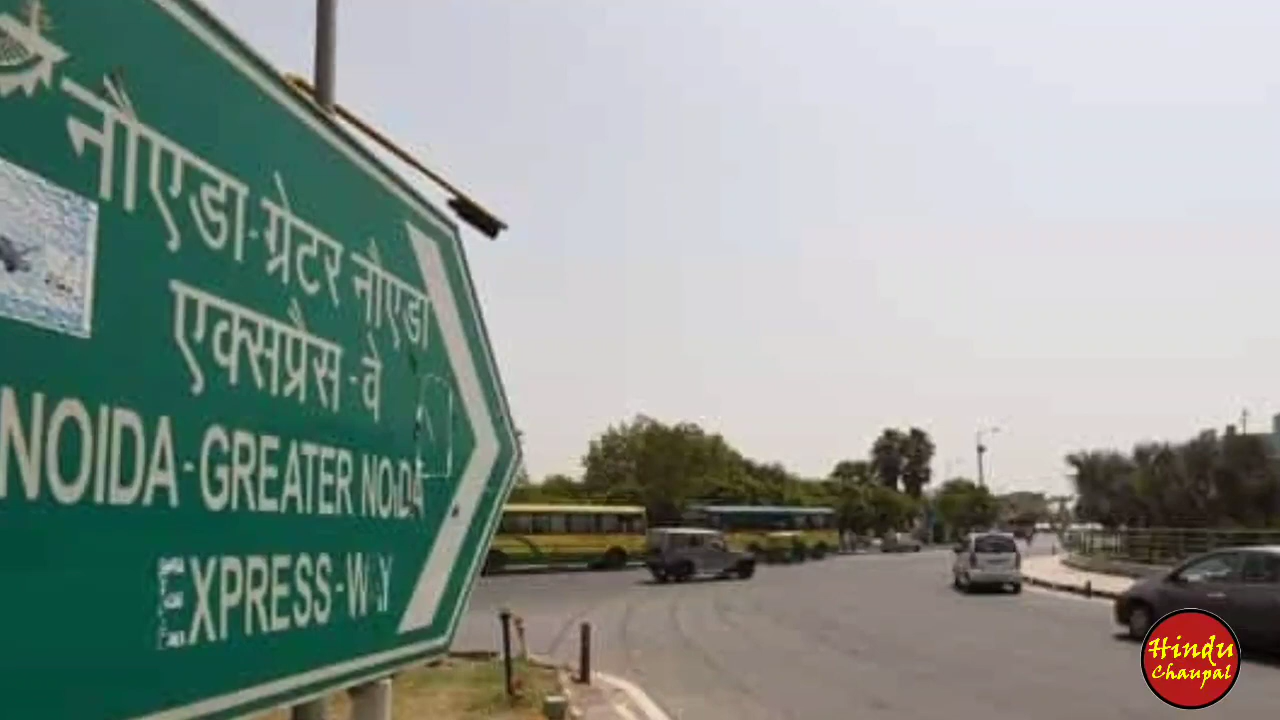 नौएडा-ग्रेटर नौएडा
एक्सप्रैस-वे
NOIDA-GREATER NOIDA
EXPRESS-WAY
Hindu
Chaupal